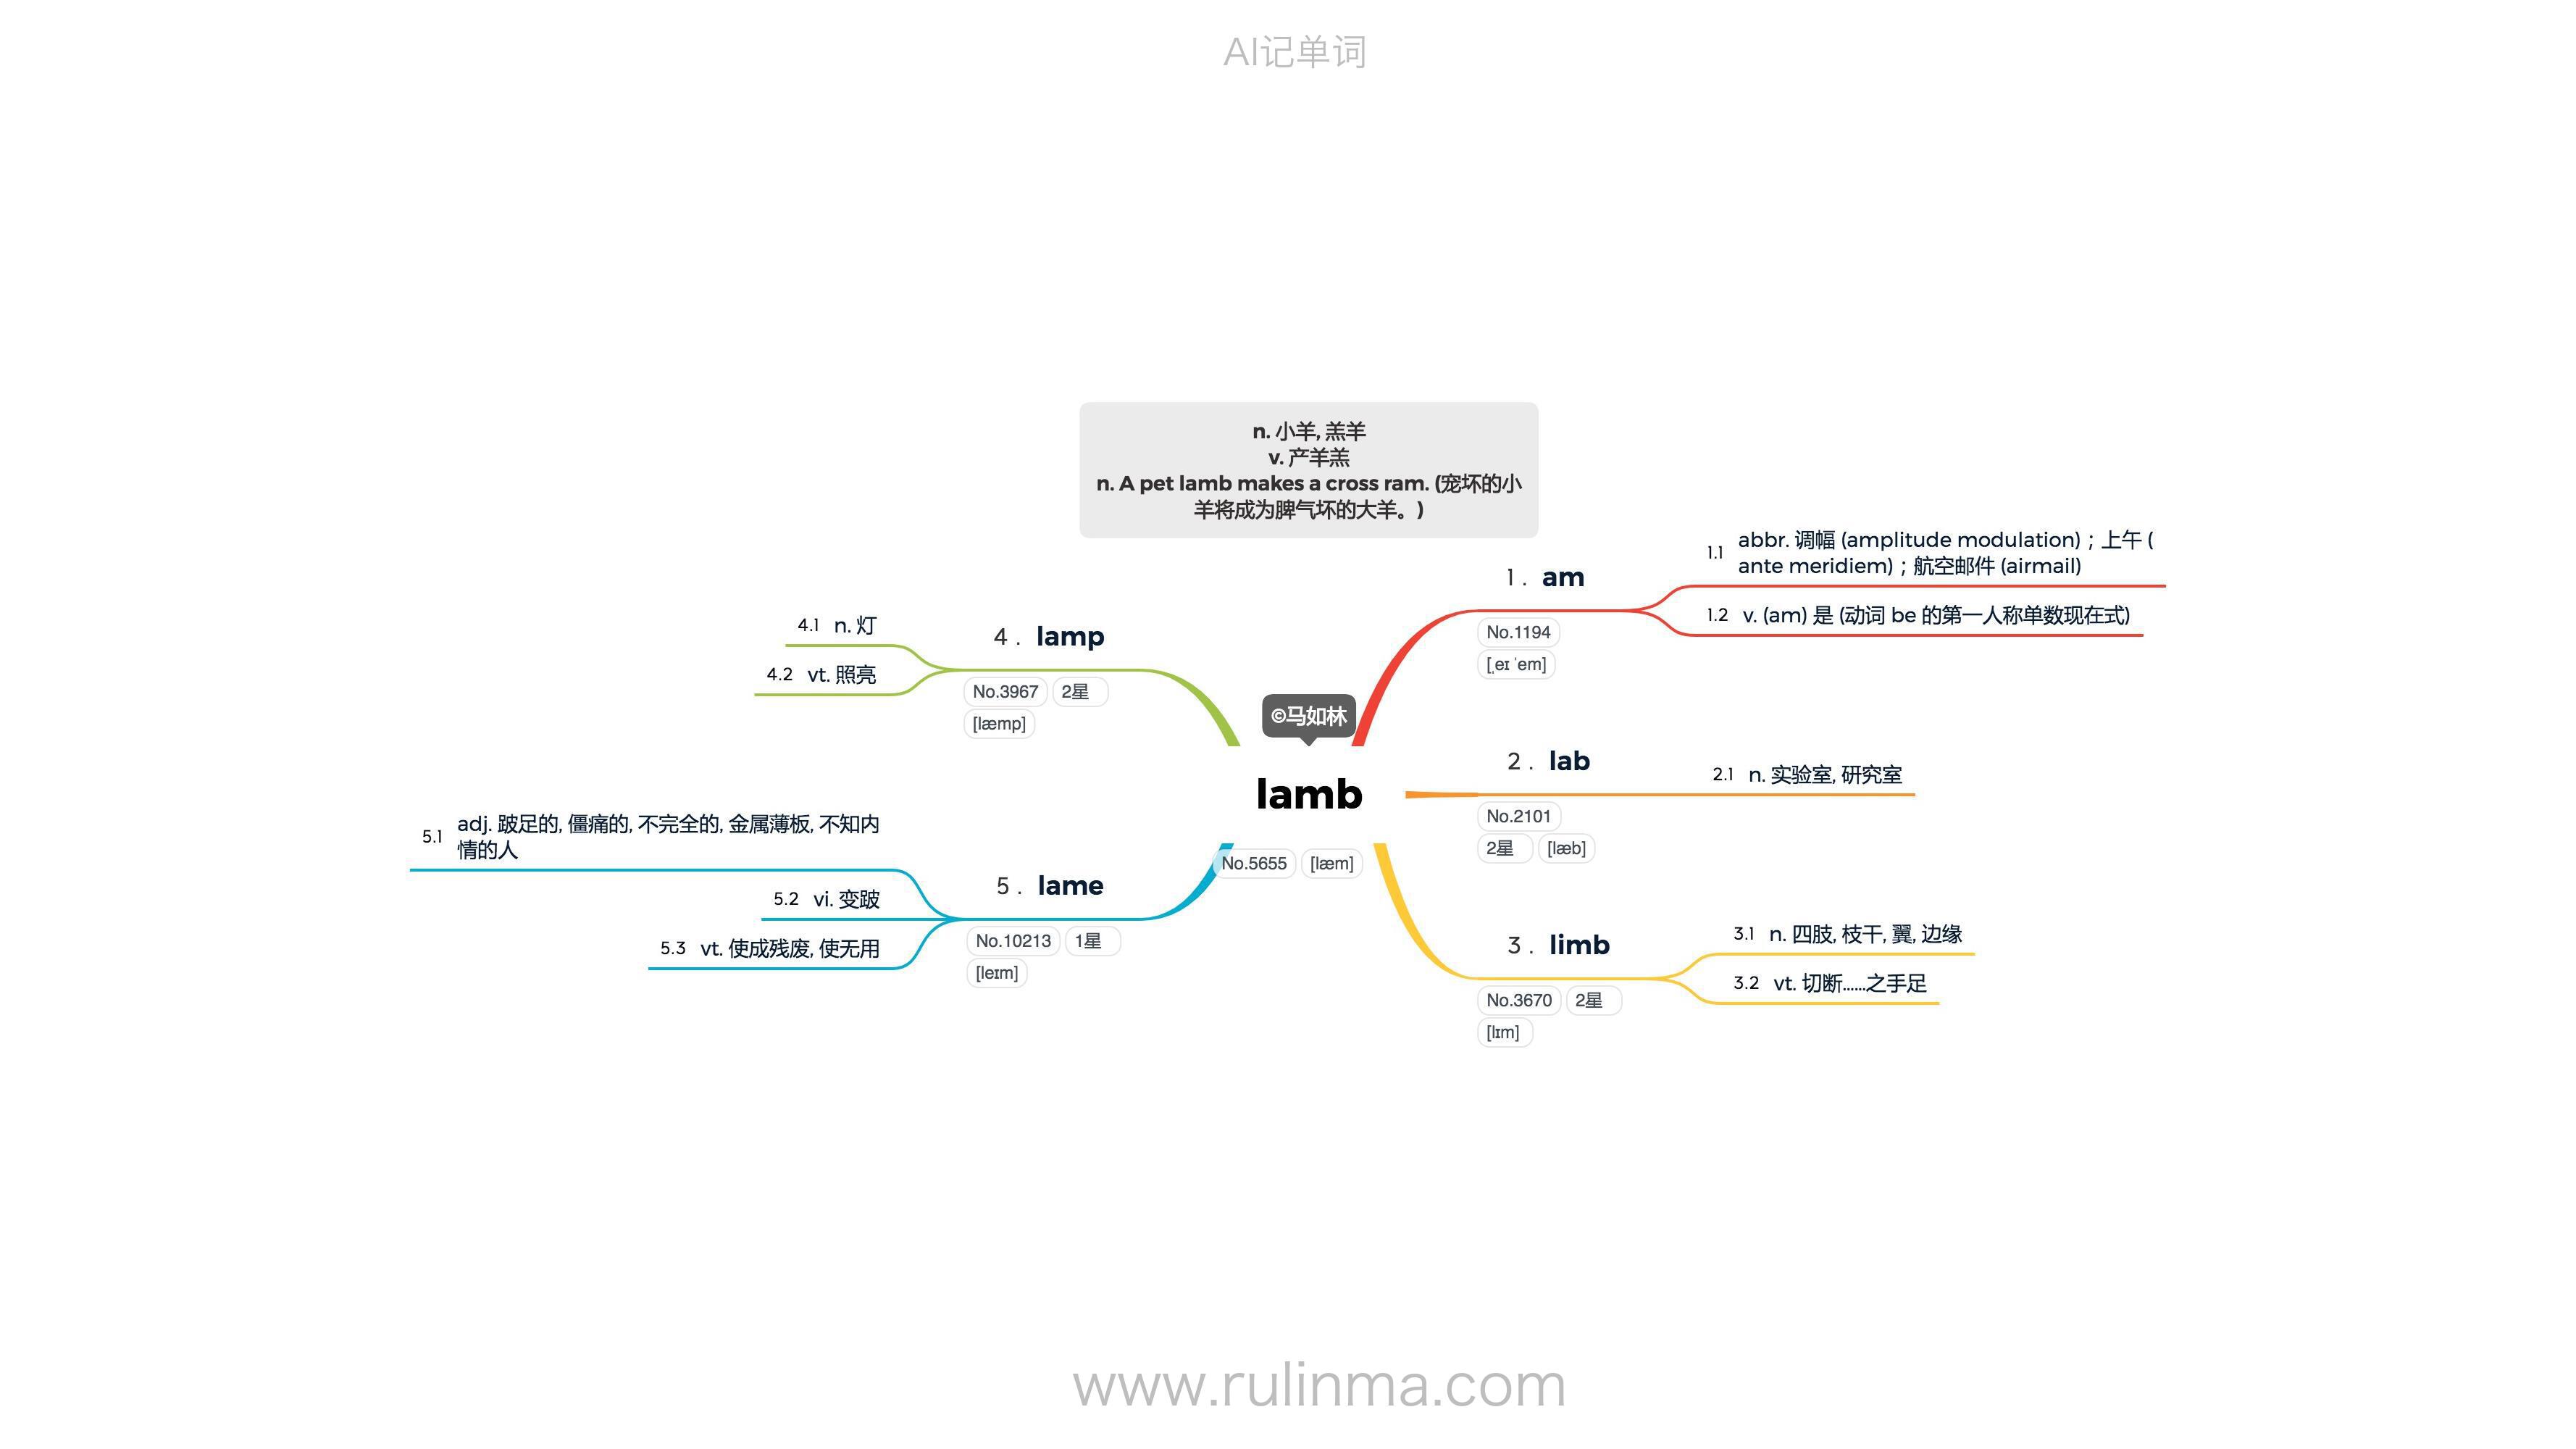 AI记单词
n. 小羊, 羔羊
v. 产羊羔
n. A pet lamb makes a cross ram. (宠坏的小
羊将成为脾气坏的大羊。)
©马如林
lamb
No.5655 [læm]
1. am
No.1194
[ˌeɪ ˈem]
1.1 abbr. 调幅 (amplitude modulation)；上午 (
ante meridiem)；航空邮件 (airmail)
1.2 v. (am) 是 (动词 be 的第一人称单数现在式)
2. lab
No.2101
2星 [læb]
2.1 n. 实验室, 研究室
3. limb
No.3670 2星
[lɪm]
3.1 n. 四肢, 枝干, 翼, 边缘
3.2 vt. 切断……之手足
4. lamp
No.3967 2星
[læmp]
4.1 n. 灯
4.2 vt. 照亮
5. lame
No.10213 1星
[leɪm]
5.1 adj. 跛足的, 僵痛的, 不完全的, 金属薄板, 不知内
情的人
5.2 vi. 变跛
5.3 vt. 使成残废, 使无用
www.rulinma.com